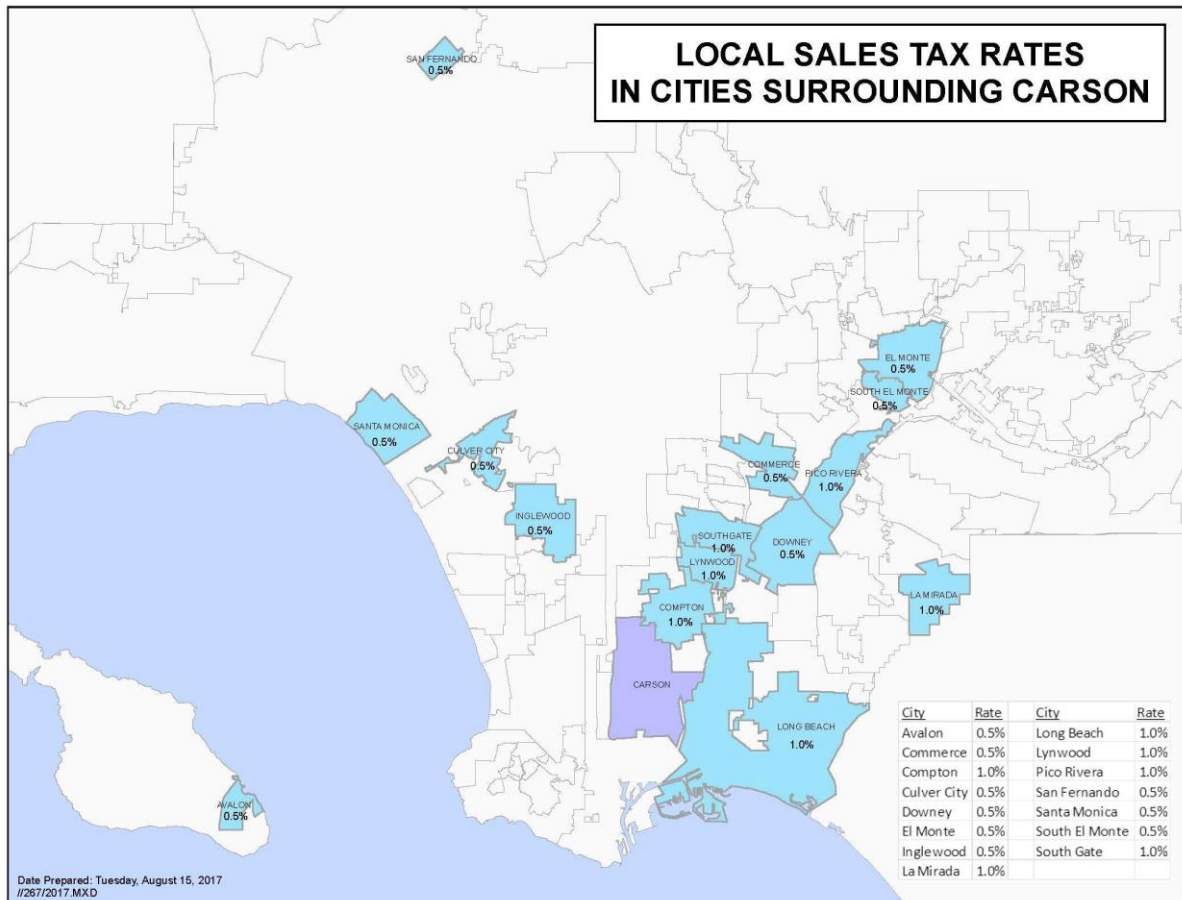 LOCAL SALES TAX RATES
IN CITIES SURROUNDING CARSON
SAN FERNANDO
0.5%
EL MONTE
0.5%
SOUTH EL MONTE
0.5%
SANTA MONICA
0.5%
CULVER CITY
0.5%
COMMERCE
0.5%
PICO RIVERA
1.0%
INGLEWOOD
0.5%
SOUTHGATE
1.0%
DOWNEY
0.5%
LYNWOOD
1.0%
LA MIRADA
1.0%
COMPTON
1.0%
CARSON
LONG BEACH
1.0%
AVALON
0.5%
City Rate City Rate
Avalon 0.5% Long Beach 1.0%
Commerce 0.5% Lynwood 1.0%
Compton 1.0% Pico Rivera 1.0%
Culver City 0.5% San Fernando 0.5%
Downey 0.5% Santa Monica 0.5%
El Monte 0.5% South El Monte 0.5%
Inglewood 0.5% South Gate 1.0%
La Mirada 1.0%
Date Prepared: Tuesday, August 15, 2017
//267/2017.MXD